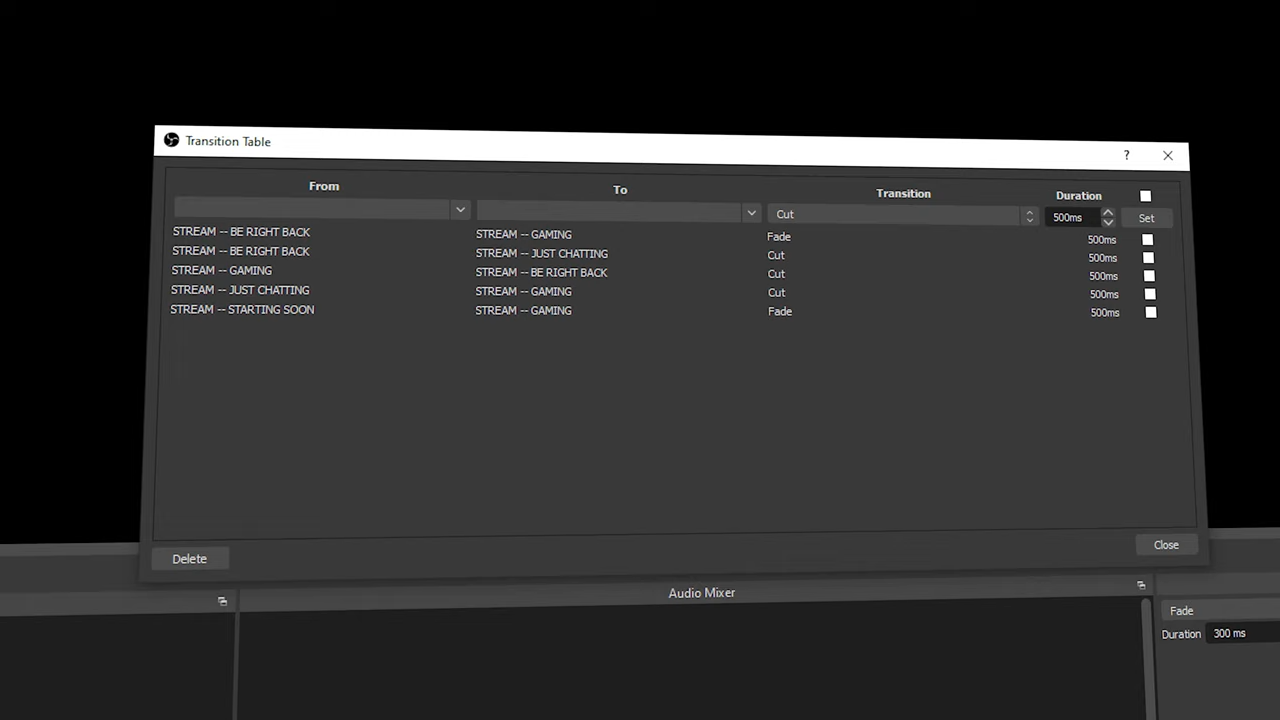 Transition Table
?
From To Transition Duration
Cut 500ms Set
STREAM -- BE RIGHT BACK STREAM -- GAMING Fade 500ms
STREAM -- BE RIGHT BACK STREAM -- JUST CHATTING Cut 500ms
STREAM -- GAMING STREAM -- BE RIGHT BACK Cut 500ms
STREAM -- JUST CHATTING STREAM -- GAMING Cut 500ms
STREAM -- STARTING SOON STREAM -- GAMING Fade 500ms
Delete Close
Audio Mixer
Fade
Duration 300 ms